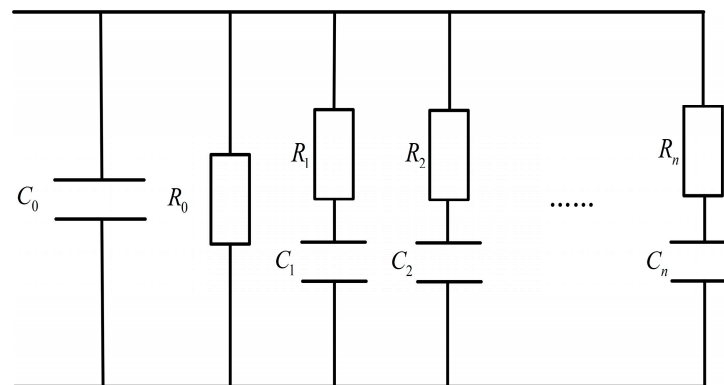 R₁
R₂
Rₙ
C₀
R₀
......
C₁
C₂
Cₙ